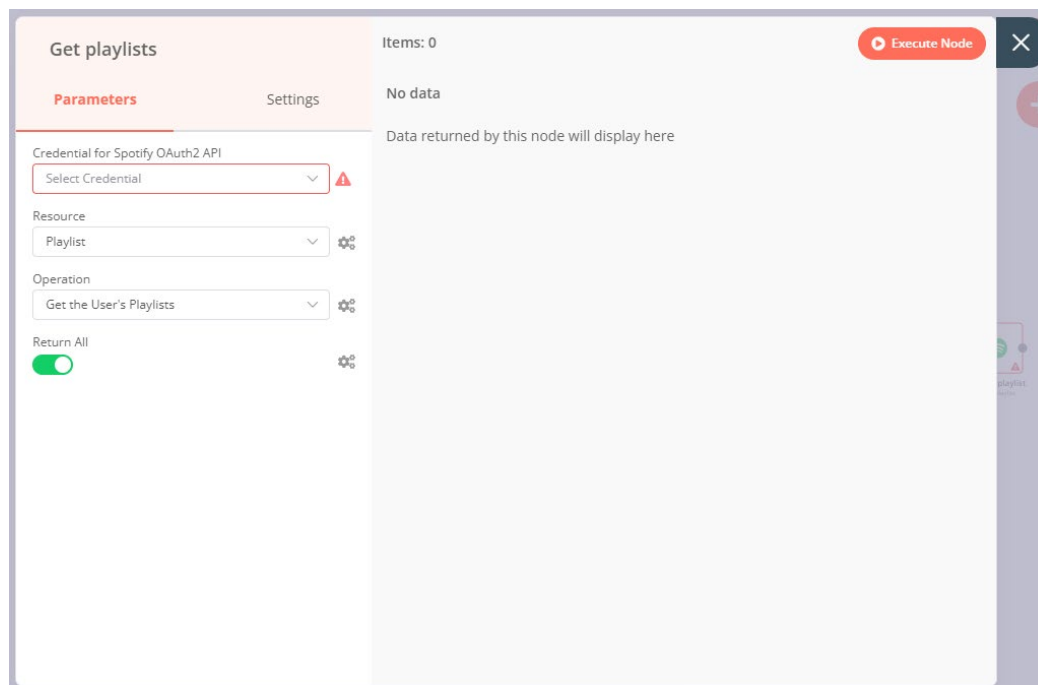 Get playlists
Parameters
Settings
Credential for Spotify OAuth2 API
Select Credential
Resource
Playlist
Operation
Get the User's Playlists
Return All
Items: 0
Execute Node
No data
Data returned by this node will display here
playlist